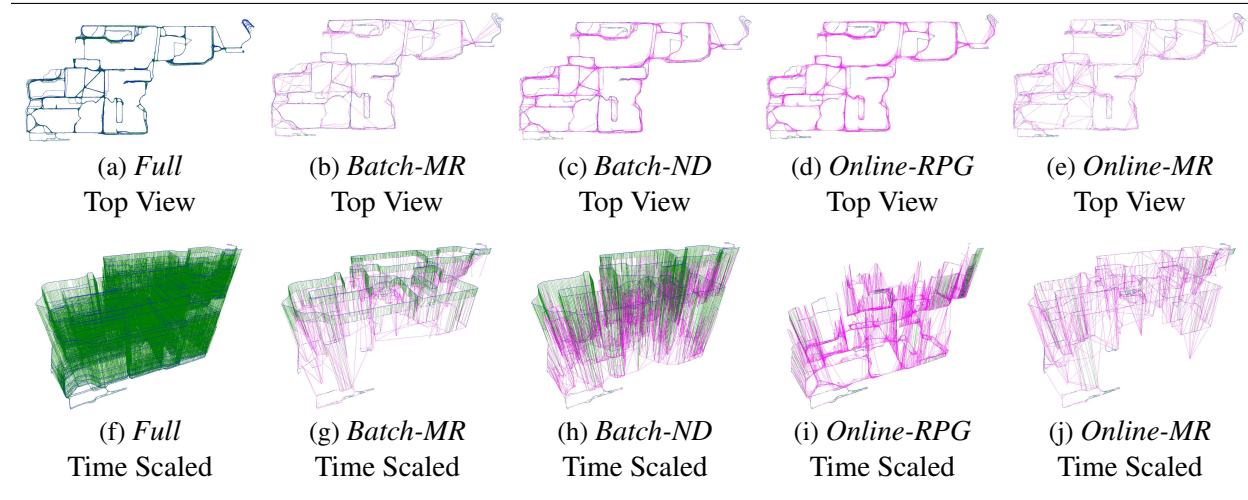 (a) Full (b) Batch-MR (c) Batch-ND (d) Online-RPG (e) Online-MR
Top View Top View Top View Top View Top View
(f) Full (g) Batch-MR (h) Batch-ND (i) Online-RPG (j) Online-MR
Time Scaled Time Scaled Time Scaled Time Scaled Time Scaled